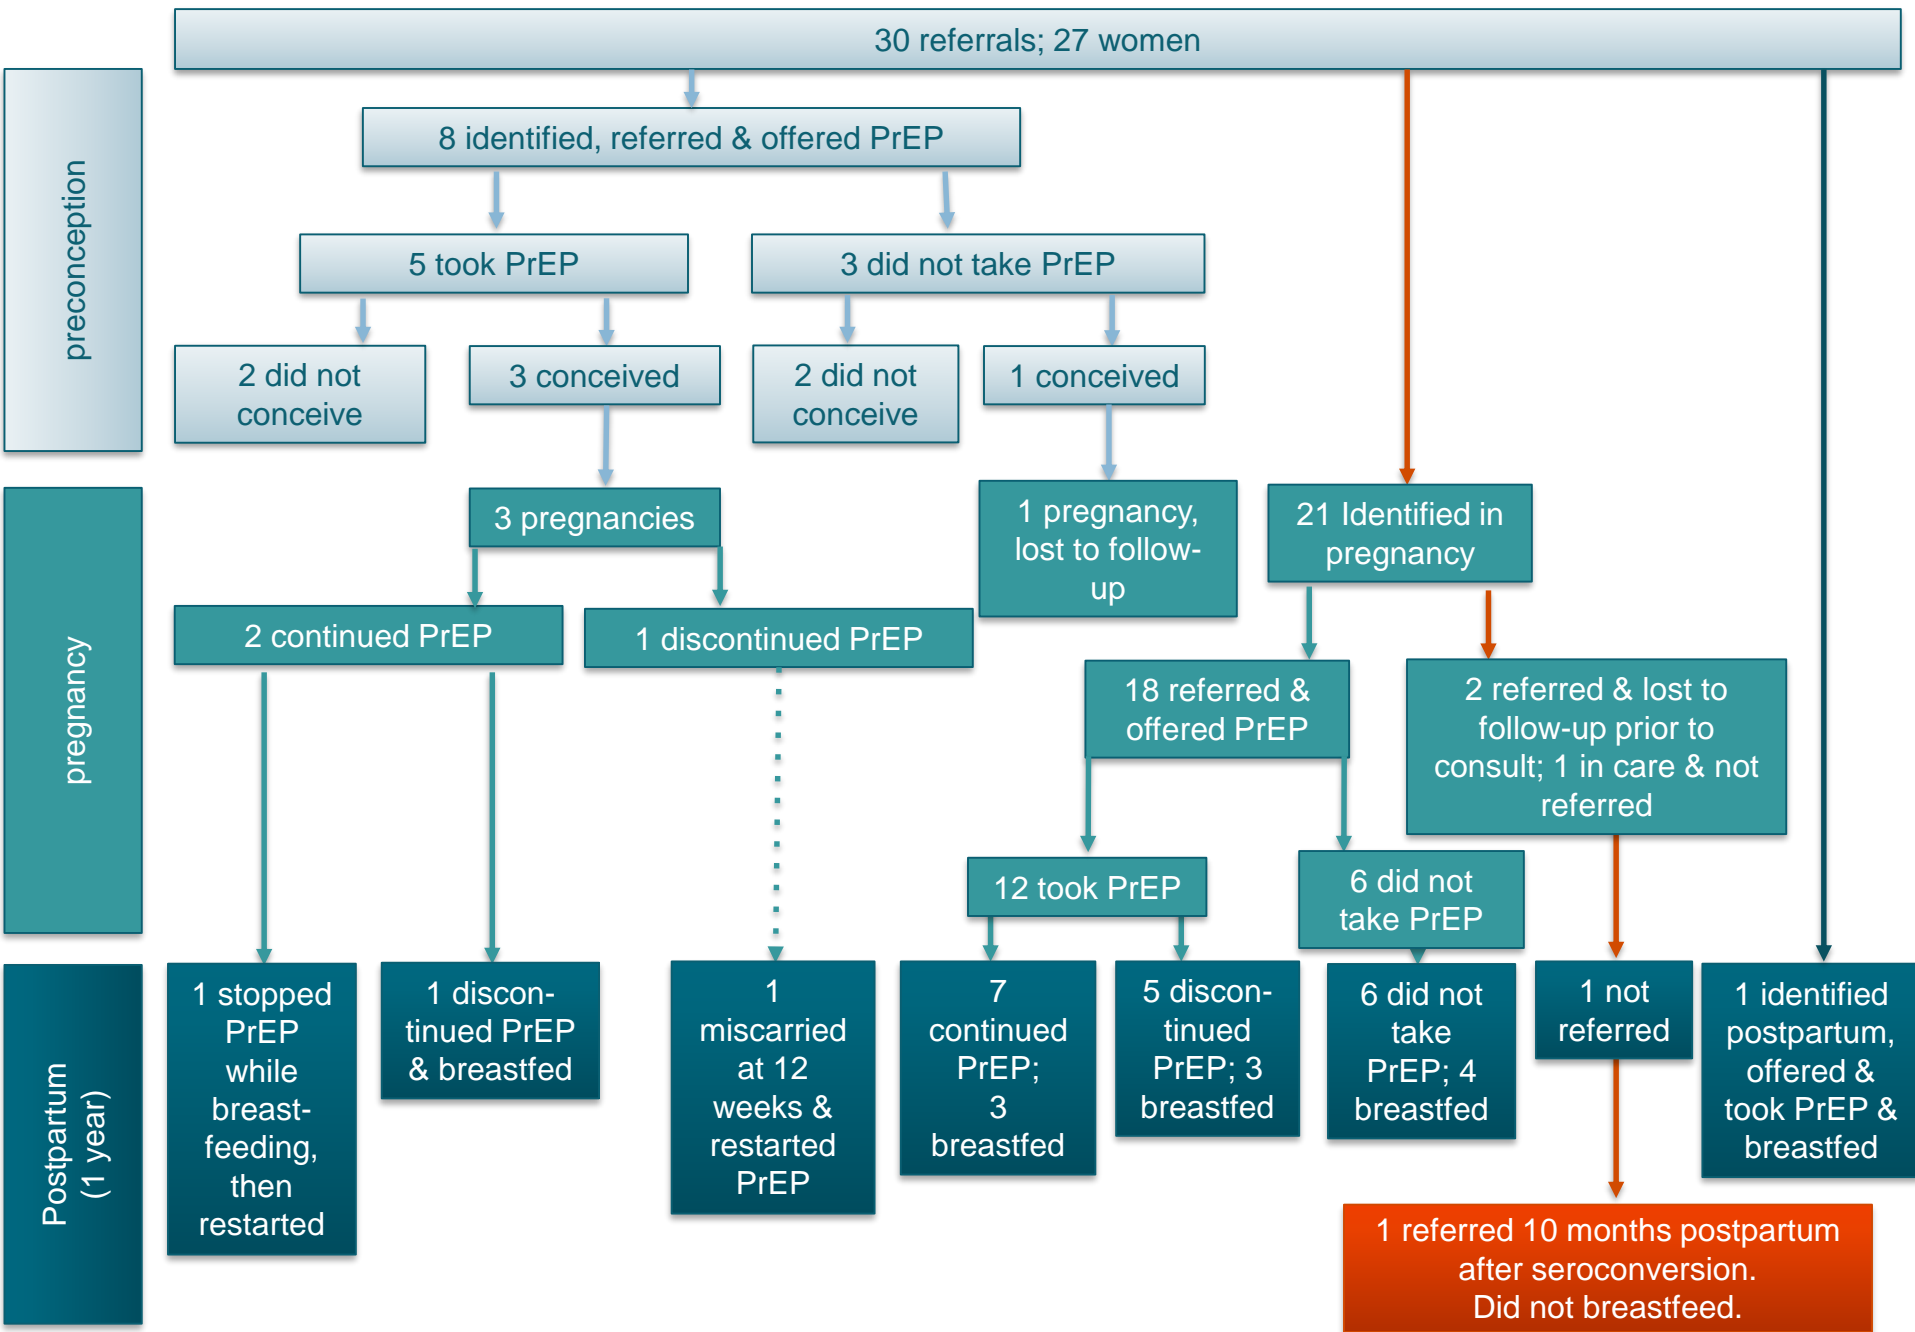 30 referrals; 27 women
preconception
8 identified, referred & offered PrEP
5 took PrEP
3 did not take PrEP
2 did not
conceive
3 conceived
2 did not
conceive
1 conceived
pregnancy
3 pregnancies
1 pregnancy,
lost to follow-
up
21 Identified in
pregnancy
2 continued PrEP
1 discontinued PrEP
18 referred &
offered PrEP
2 referred & lost to
follow-up prior to
consult; 1 in care & not
referred
12 took PrEP
6 did not
take PrEP
Postpartum
(1 year)
1 stopped
PrEP
while
breast-
feeding,
then
restarted
1 discon-
tinued PrEP
& breastfed
1
miscarried
at 12
weeks &
restarted
PrEP
7
continued
PrEP;
3
breastfed
5 discon-
tinued
PrEP; 3
breastfed
6 did not
take
PrEP; 4
breastfed
1 not
referred
1 identified
postpartum,
offered &
took PrEP &
breastfed
1 referred 10 months postpartum
after seroconversion.
Did not breastfeed.